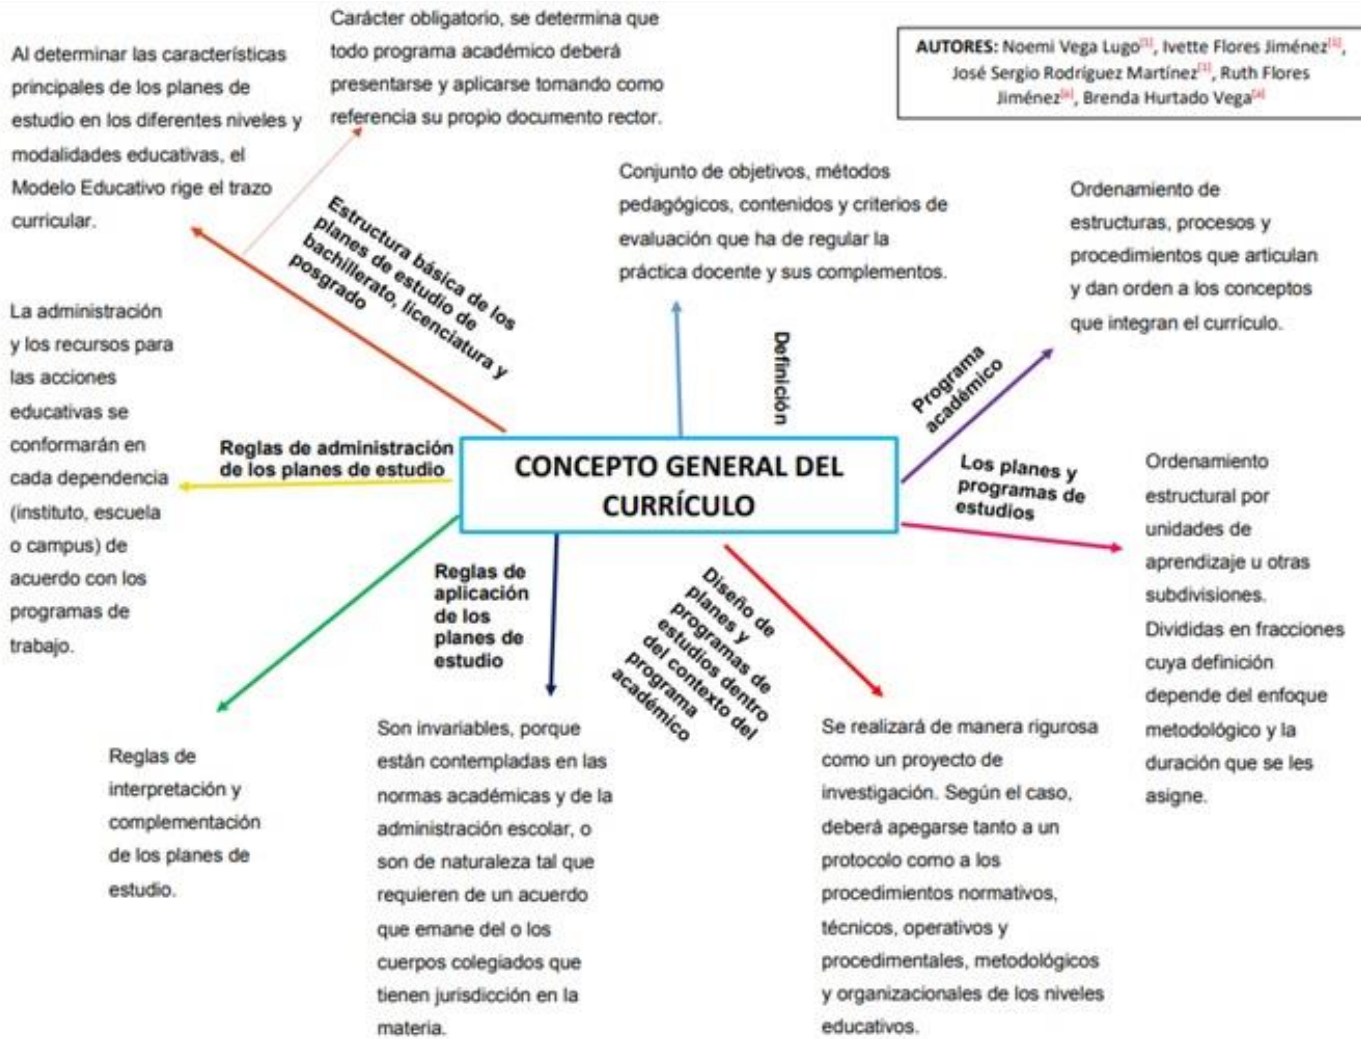 Carácter obligatorio, se determina que
todo programa académico deberá
presentarse y aplicarse tomando como
referencia su propio documento rector.
AUTORES: Noemi Vega Lugo[1], Ivette Flores Jiménez[1],
José Sergio Rodríguez Martínez[1], Ruth Flores
Jiménez[a], Brenda Hurtado Vega[a]
Al determinar las características
principales de los planes de
estudio en los diferentes niveles y
modalidades educativas, el
Modelo Educativo rige el trazo
curricular.
Estructura básica de los
planes de estudio de
bachillerato, licenciatura y
posgrado
Conjunto de objetivos, métodos
pedagógicos, contenidos y criterios de
evaluación que ha de regular la
práctica docente y sus complementos.
Definición
Ordenamiento de
estructuras, procesos y
procedimientos que articulan
y dan orden a los conceptos
que integran el currículo.
Programa
académico
La administración
y los recursos para
las acciones
educativas se
conformarán en
cada dependencia
(instituto, escuela
o campus) de
acuerdo con los
programas de
trabajo.
Reglas de administración
de los planes de estudio
CONCEPTO GENERAL DEL
CURRÍCULO
Los planes y
programas de
estudios
Ordenamiento
estructural por
unidades de
aprendizaje u otras
subdivisiones.
Divididas en fracciones
cuya definición
depende del enfoque
metodológico y la
duración que se les
asigne.
Reglas de
aplicación
de los
planes de
estudio
Diseño de
planes y
programas de
estudios dentro
del contexto del
programa
académico
Reglas de
interpretación y
complementación
de los planes de
estudio.
Son invariables, porque
están contempladas en las
normas académicas y de la
administración escolar, o
son de naturaleza tal que
requieren de un acuerdo
que emane del o los
cuerpos colegiados que
tienen jurisdicción en la
materia.
Se realizará de manera rigurosa
como un proyecto de
investigación. Según el caso,
deberá apegarse tanto a un
protocolo como a los
procedimientos normativos,
técnicos, operativos y
procedimentales, metodológicos
y organizacionales de los niveles
educativos.